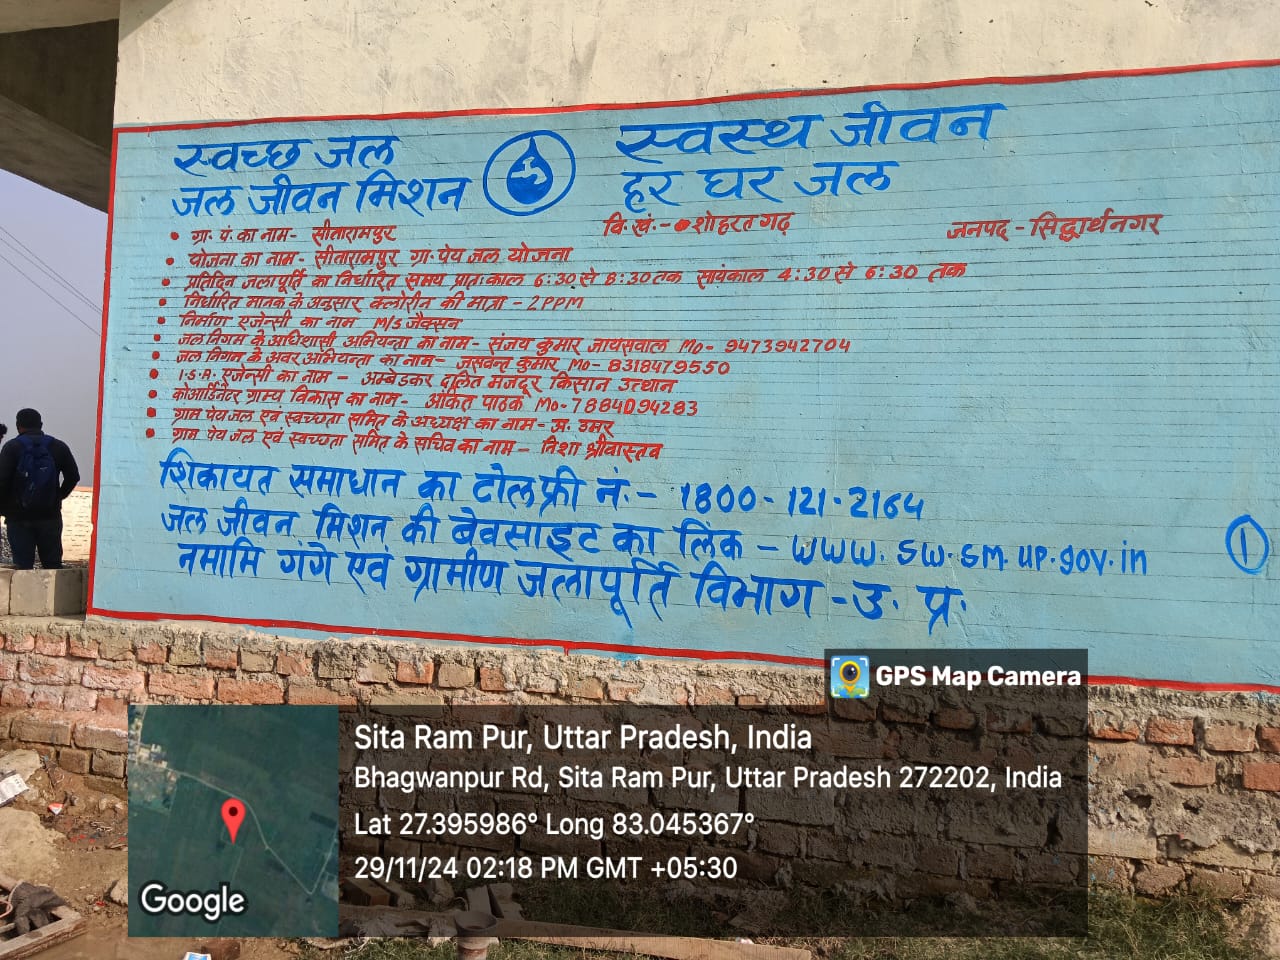 स्वच्छ जल स्वस्थ जीवन
जल जीवन मिशन हर घर जल
• ग्रा. पं. का नाम- सीतारामपुर वि. खं.- शोहरतगढ़ जनपद - सिद्धार्थनगर
• योजना का नाम- सीतारामपुर ग्रा. पेय जल योजना
• प्रतिदिन जलापूर्ति का निर्धारित समय प्रातःकाल 6:30 से 8:30 तक सायंकाल 4:30 से 6:30 तक
• निर्धारित मानक के अनुसार क्लोरीन की मात्रा - 2 PPM
• निर्माण एजेन्सी का नाम M/S जैक्सन
• जल निगम के अधिशासी अभियन्ता का नाम- संजय कुमार जायसवाल Mo- 9473942704
• जल निगम के अवर अभियन्ता का नाम- जसवन्त कुमार Mo- 8318479550
• I.S.A. एजेन्सी का नाम - अम्बेडकर दलित मजदूर किसान उत्थान
• कोआर्डिनेटर ग्राम्य विकास का नाम- अंकित पाठक Mo-7884094283
• ग्राम पेयजल एवं स्वच्छता समित के अध्यक्ष का नाम- अ. उमर
• ग्राम पेय जल एवं स्वच्छता समित के सचिव का नाम - निशा श्रीवास्तव
शिकायत समाधान का टोलफ्री नं.- 1800-121-2164
जल जीवन मिशन की बेवसाइट का लिंक - www.sw.sm.up.gov.in
1
नमामि गंगे एवं ग्रामीण जलापूर्ति विभाग - उ. प्र.
GPS Map Camera
Sita Ram Pur, Uttar Pradesh, India
Bhagwanpur Rd, Sita Ram Pur, Uttar Pradesh 272202, India
Lat 27.395986° Long 83.045367°
29/11/24 02:18 PM GMT +05:30
Google